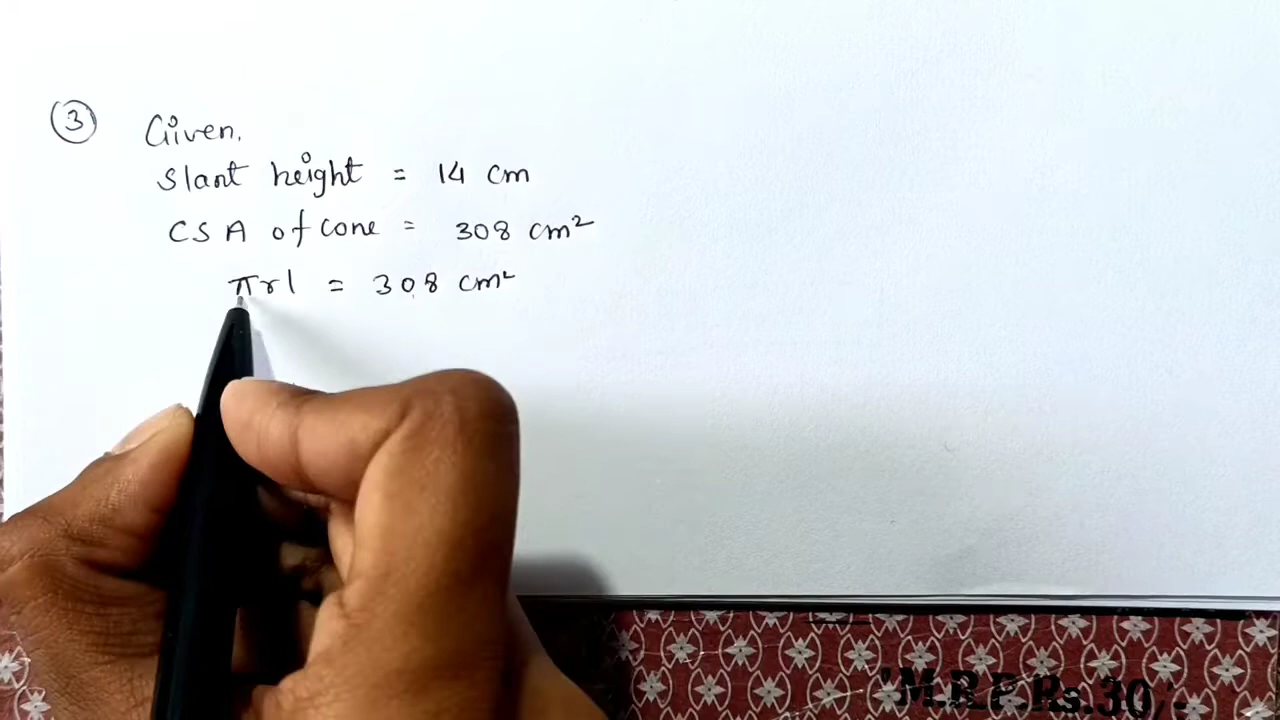 3 Given,
Slant height = 14 cm
CSA of cone = 308 cm²
πrl = 308 cm²
"M.R.P. Rs. 30/-